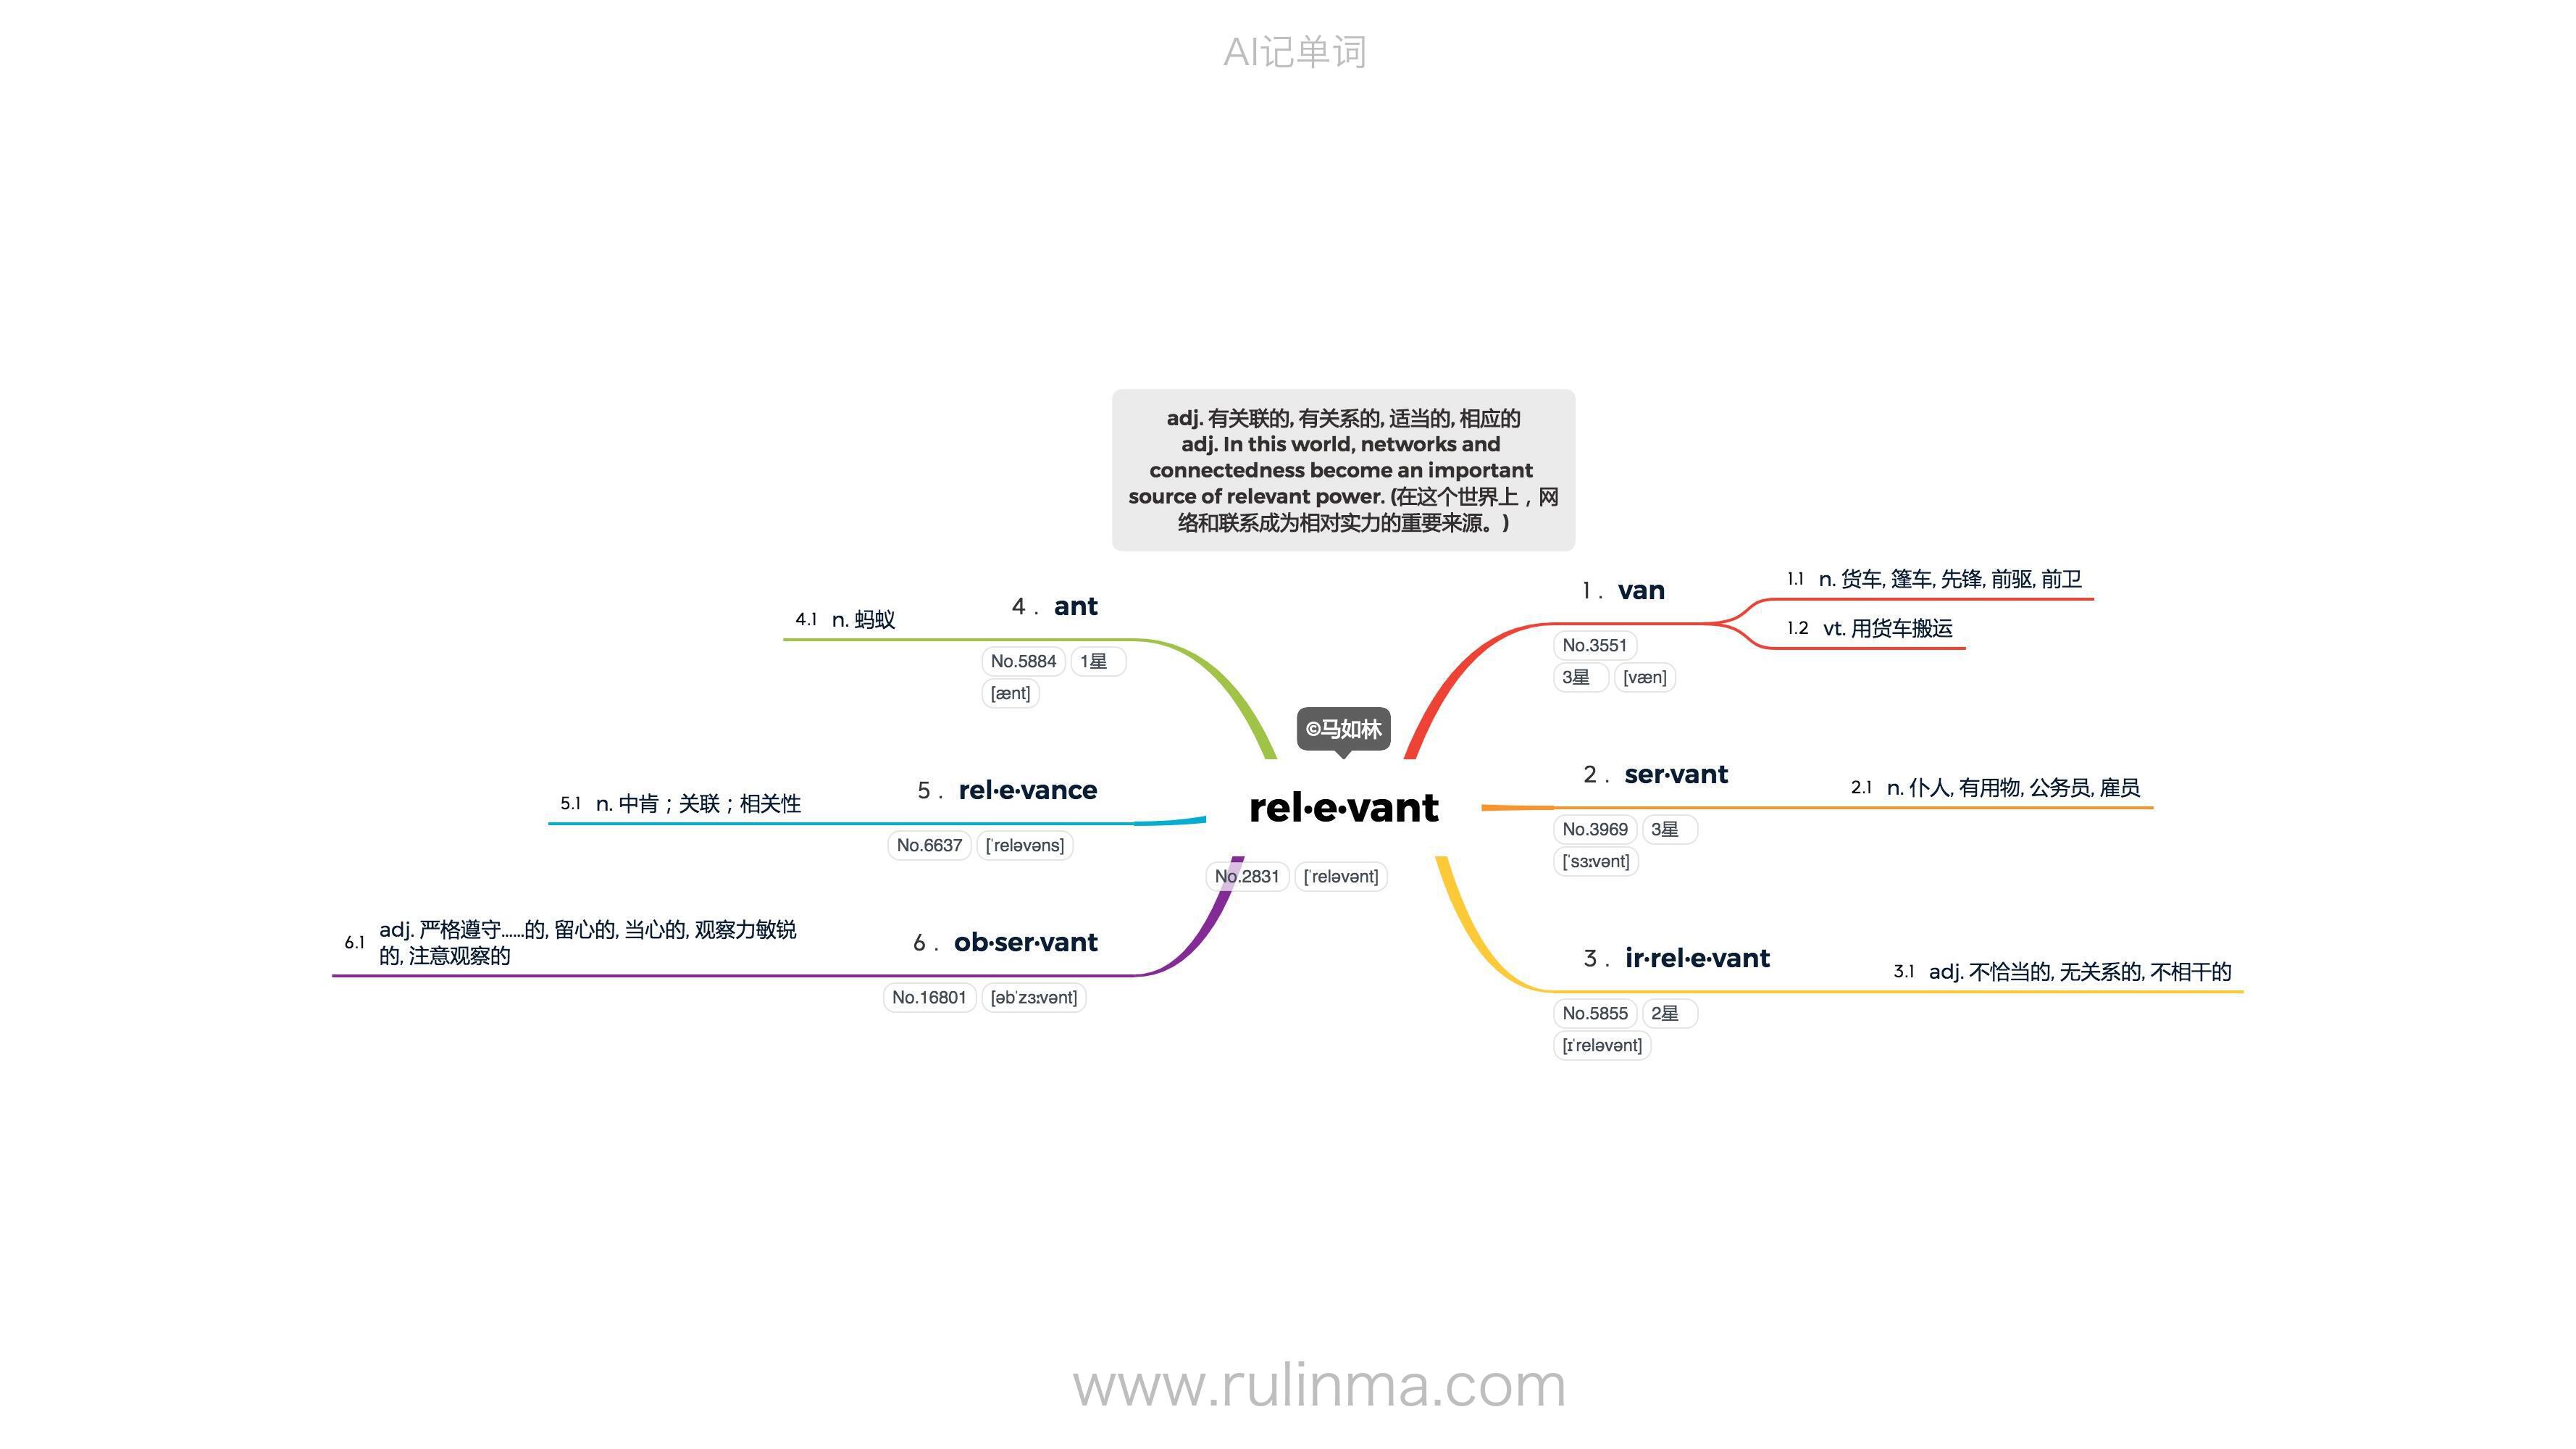 AI记单词
adj. 有关联的, 有关系的, 适当的, 相应的
adj. In this world, networks and
connectedness become an important
source of relevant power. (在这个世界上，网
络和联系成为相对实力的重要来源。)
©马如林
rel·e·vant
No.2831 [ˈreləvənt]
1. van
No.3551
3星 [væn]
1.1 n. 货车, 篷车, 先锋, 前驱, 前卫
1.2 vt. 用货车搬运
2. ser·vant
No.3969 3星
[ˈsɜːvənt]
2.1 n. 仆人, 有用物, 公务员, 雇员
3. ir·rel·e·vant
No.5855 2星
[ɪˈreləvənt]
3.1 adj. 不恰当的, 无关系的, 不相干的
4. ant
No.5884 1星
[ænt]
4.1 n. 蚂蚁
5. rel·e·vance
No.6637 [ˈreləvəns]
5.1 n. 中肯；关联；相关性
6. ob·ser·vant
No.16801 [əbˈzɜːvənt]
6.1 adj. 严格遵守......的, 留心的, 当心的, 观察力敏锐
的, 注意观察的
www.rulinma.com